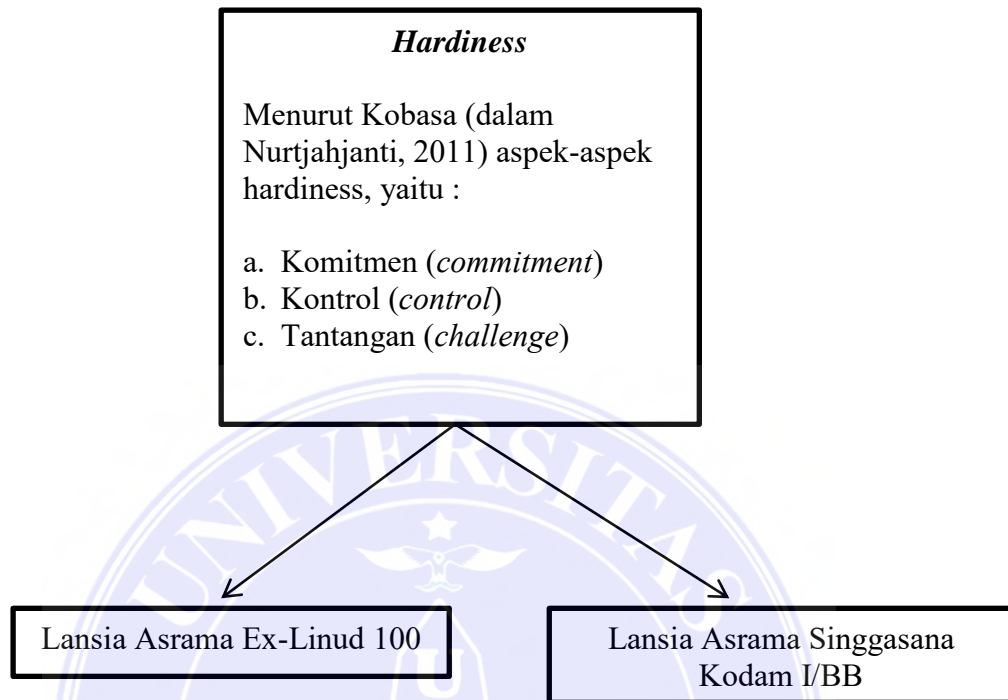 Hardiness
Menurut Kobasa (dalam
Nurtjahjanti, 2011) aspek-aspek
hardiness, yaitu :
a. Komitmen (commitment)
b. Kontrol (control)
c. Tantangan (challenge)
UNIVERSITAS
U
Lansia Asrama Ex-Linud 100
Lansia Asrama Singgasana
Kodam I/BB